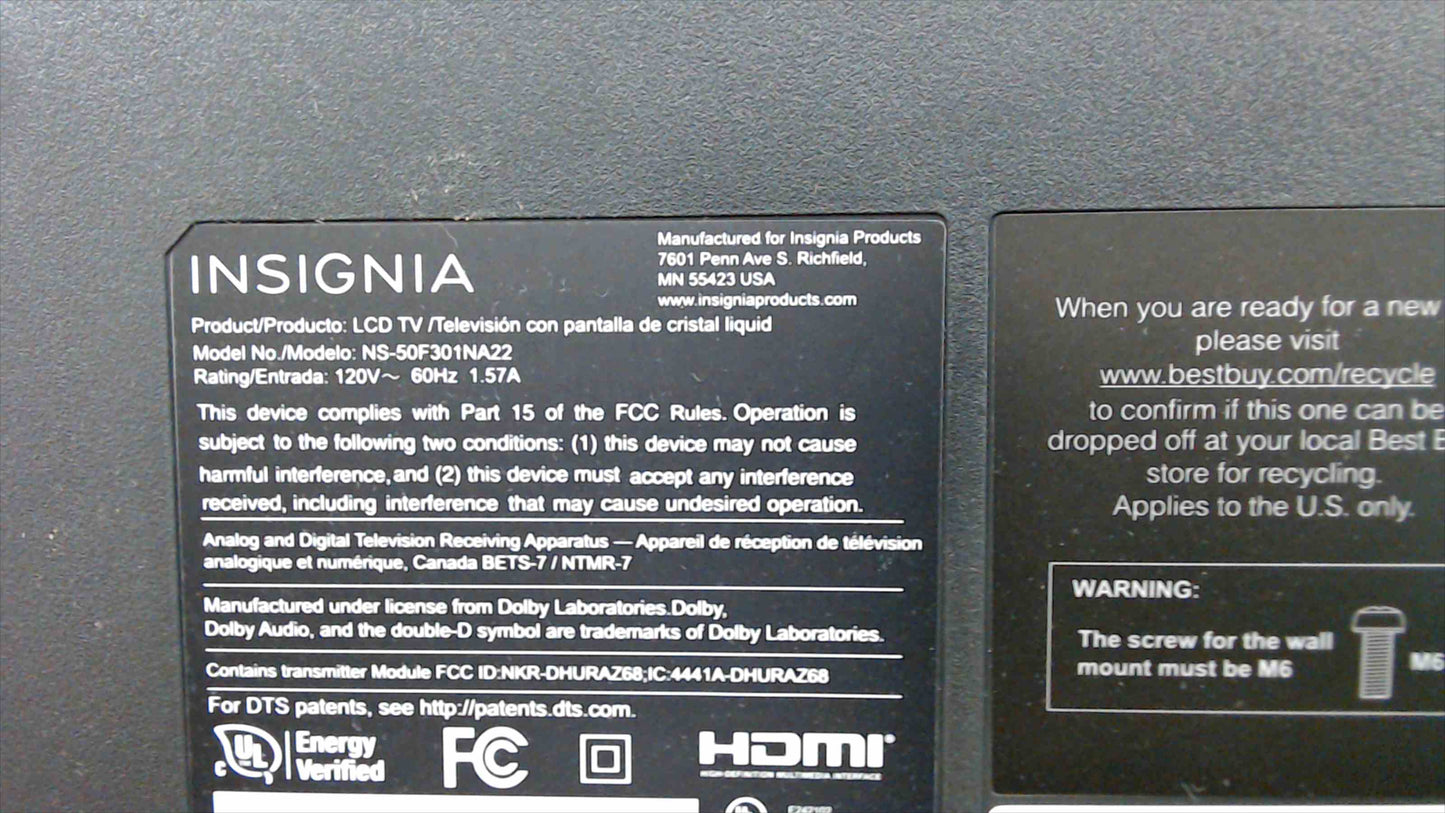 INSIGNIA
Manufactured for Insignia Products
7601 Penn Ave S. Richfield,
MN 55423 USA
www.insigniaproducts.com
Product/Producto: LCD TV /Televisión con pantalla de cristal liquid
Model No./Modelo: NS-50F301NA22
Rating/Entrada: 120V~ 60Hz 1.57A
This device complies with Part 15 of the FCC Rules. Operation is
subject to the following two conditions: (1) this device may not cause
harmful interference, and (2) this device must accept any interference
received, including interference that may cause undesired operation.
Analog and Digital Television Receiving Apparatus — Appareil de réception de télévision
analogique et numérique, Canada BETS-7 / NTMR-7
Manufactured under license from Dolby Laboratories.Dolby,
Dolby Audio, and the double-D symbol are trademarks of Dolby Laboratories.
Contains transmitter Module FCC ID:NKR-DHURAZ68;IC:4441A-DHURAZ68
For DTS patents, see http://patents.dts.com.
c UL Energy
Verified
FC
HDMI
HIGH-DEFINITION MULTIMEDIA INTERFACE
E247102
When you are ready for a new
please visit
www.bestbuy.com/recycle
to confirm if this one can be
dropped off at your local Best B
store for recycling.
Applies to the U.S. only.
WARNING:
The screw for the wall
mount must be M6
M6